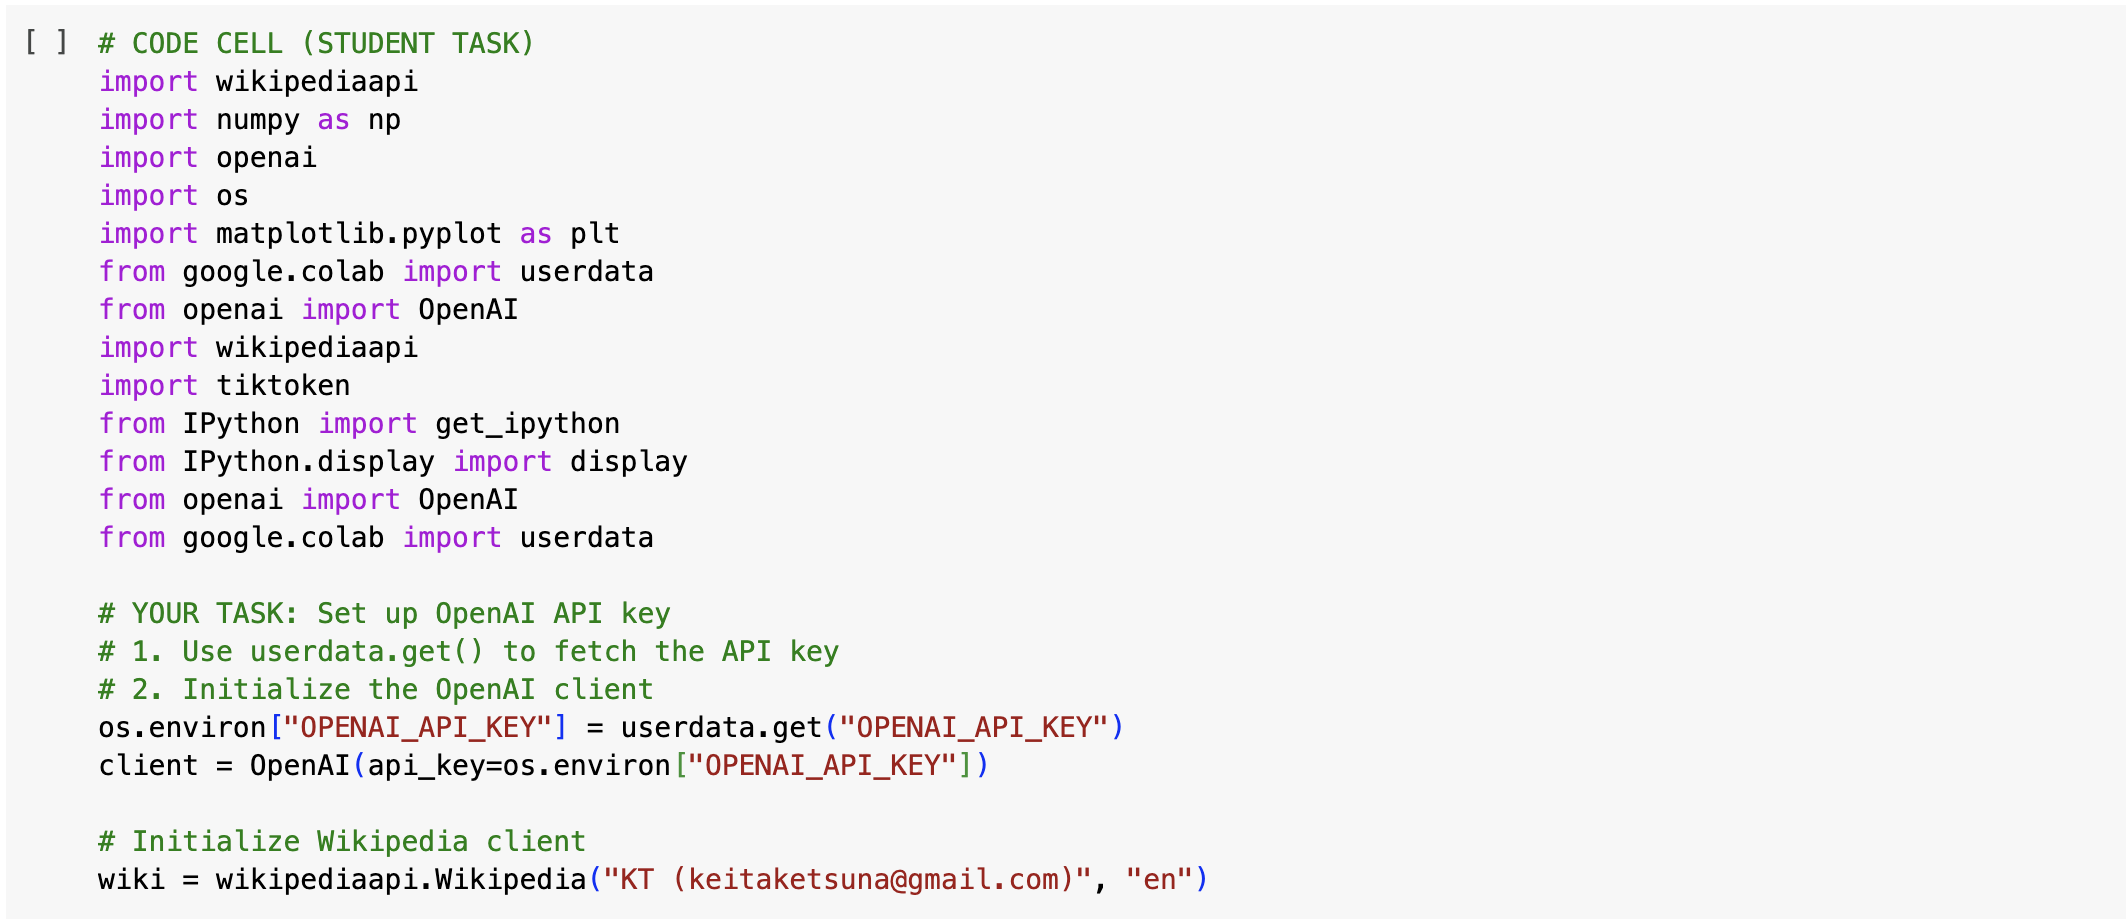 [ ] # CODE CELL (STUDENT TASK)
import wikipediaapi
import numpy as np
import openai
import os
import matplotlib.pyplot as plt
from google.colab import userdata
from openai import OpenAI
import wikipediaapi
import tiktoken
from IPython import get_ipython
from IPython.display import display
from openai import OpenAI
from google.colab import userdata
# YOUR TASK: Set up OpenAI API key
# 1. Use userdata.get() to fetch the API key
# 2. Initialize the OpenAI client
os.environ["OPENAI_API_KEY"] = userdata.get("OPENAI_API_KEY")
client = OpenAI(api_key=os.environ["OPENAI_API_KEY"])
# Initialize Wikipedia client
wiki = wikipediaapi.Wikipedia("KT (keitaketsuna@gmail.com)", "en")